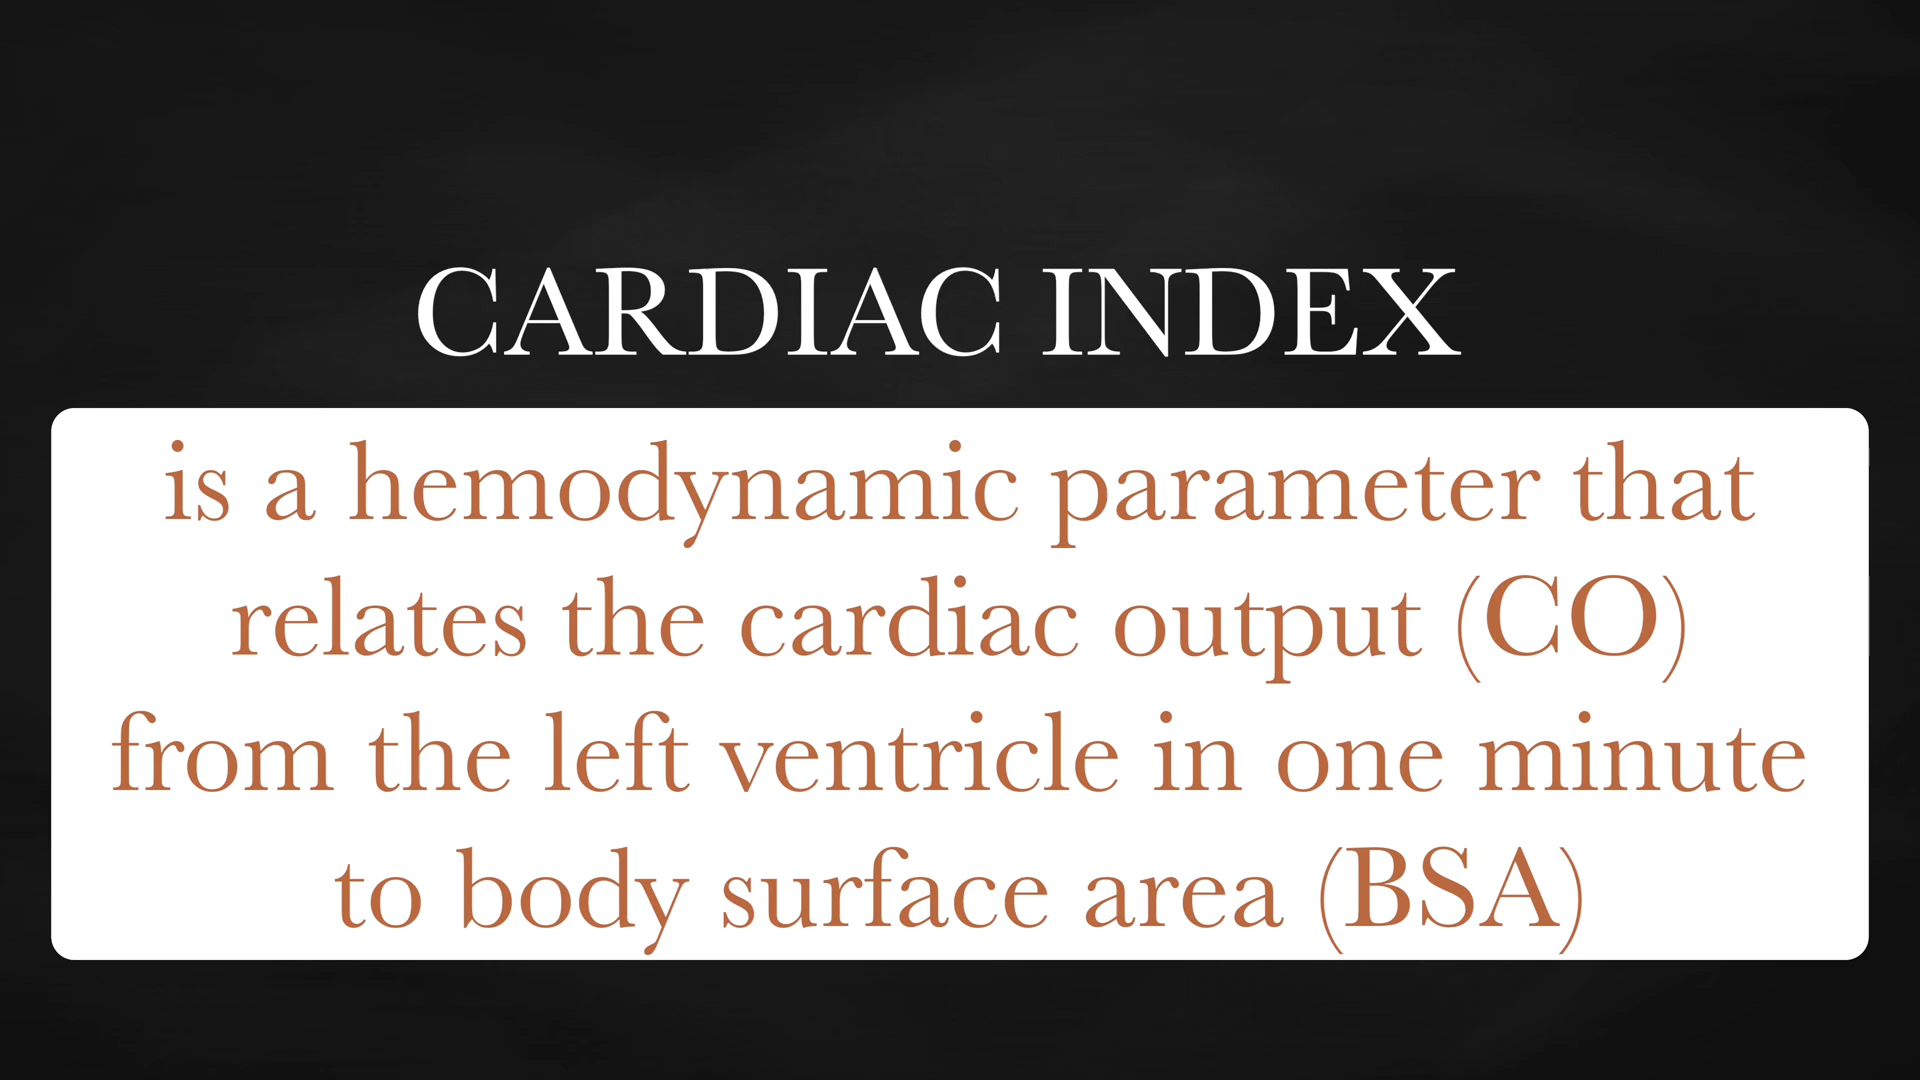 CARDIAC INDEX
is a hemodynamic parameter that
relates the cardiac output (CO)
from the left ventricle in one minute
to body surface area (BSA)